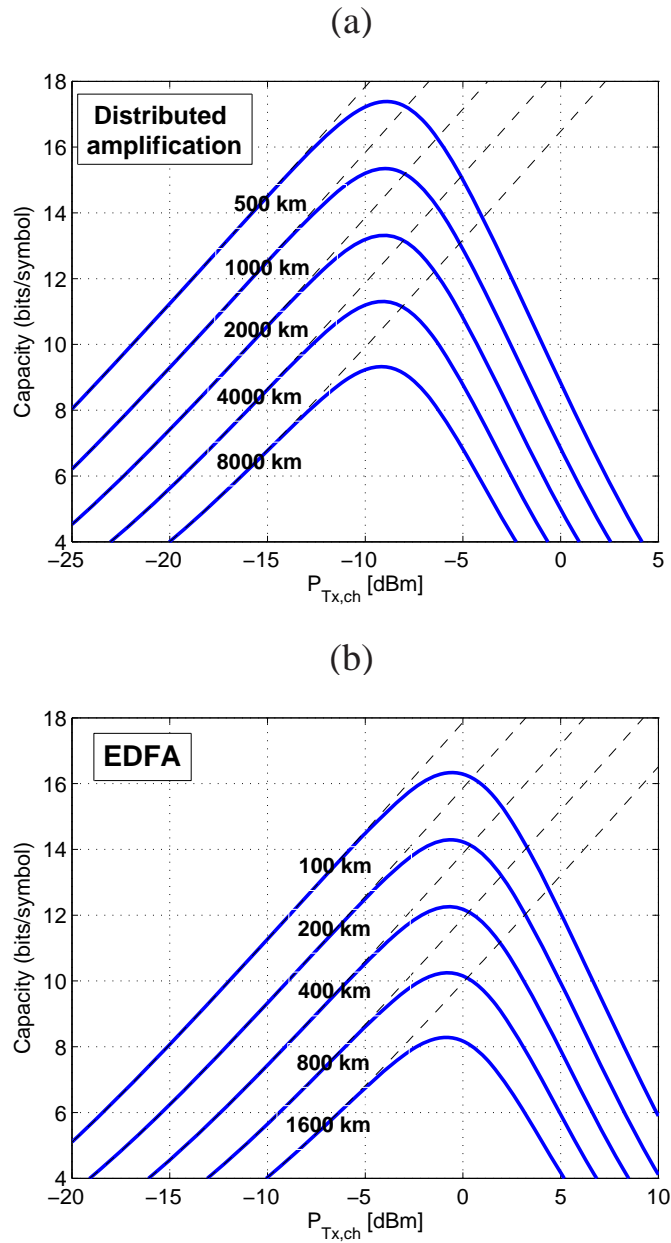 (a)
18
16
14
12
10
8
6
4
Capacity (bits/symbol)
Distributed
amplification
500 km
1000 km
2000 km
4000 km
8000 km
−25 −20 −15 −10 −5 0 5
P_Tx,ch [dBm]
(b)
18
16
14
12
10
8
6
4
Capacity (bits/symbol)
EDFA
100 km
200 km
400 km
800 km
1600 km
−20 −15 −10 −5 0 5 10
P_Tx,ch [dBm]